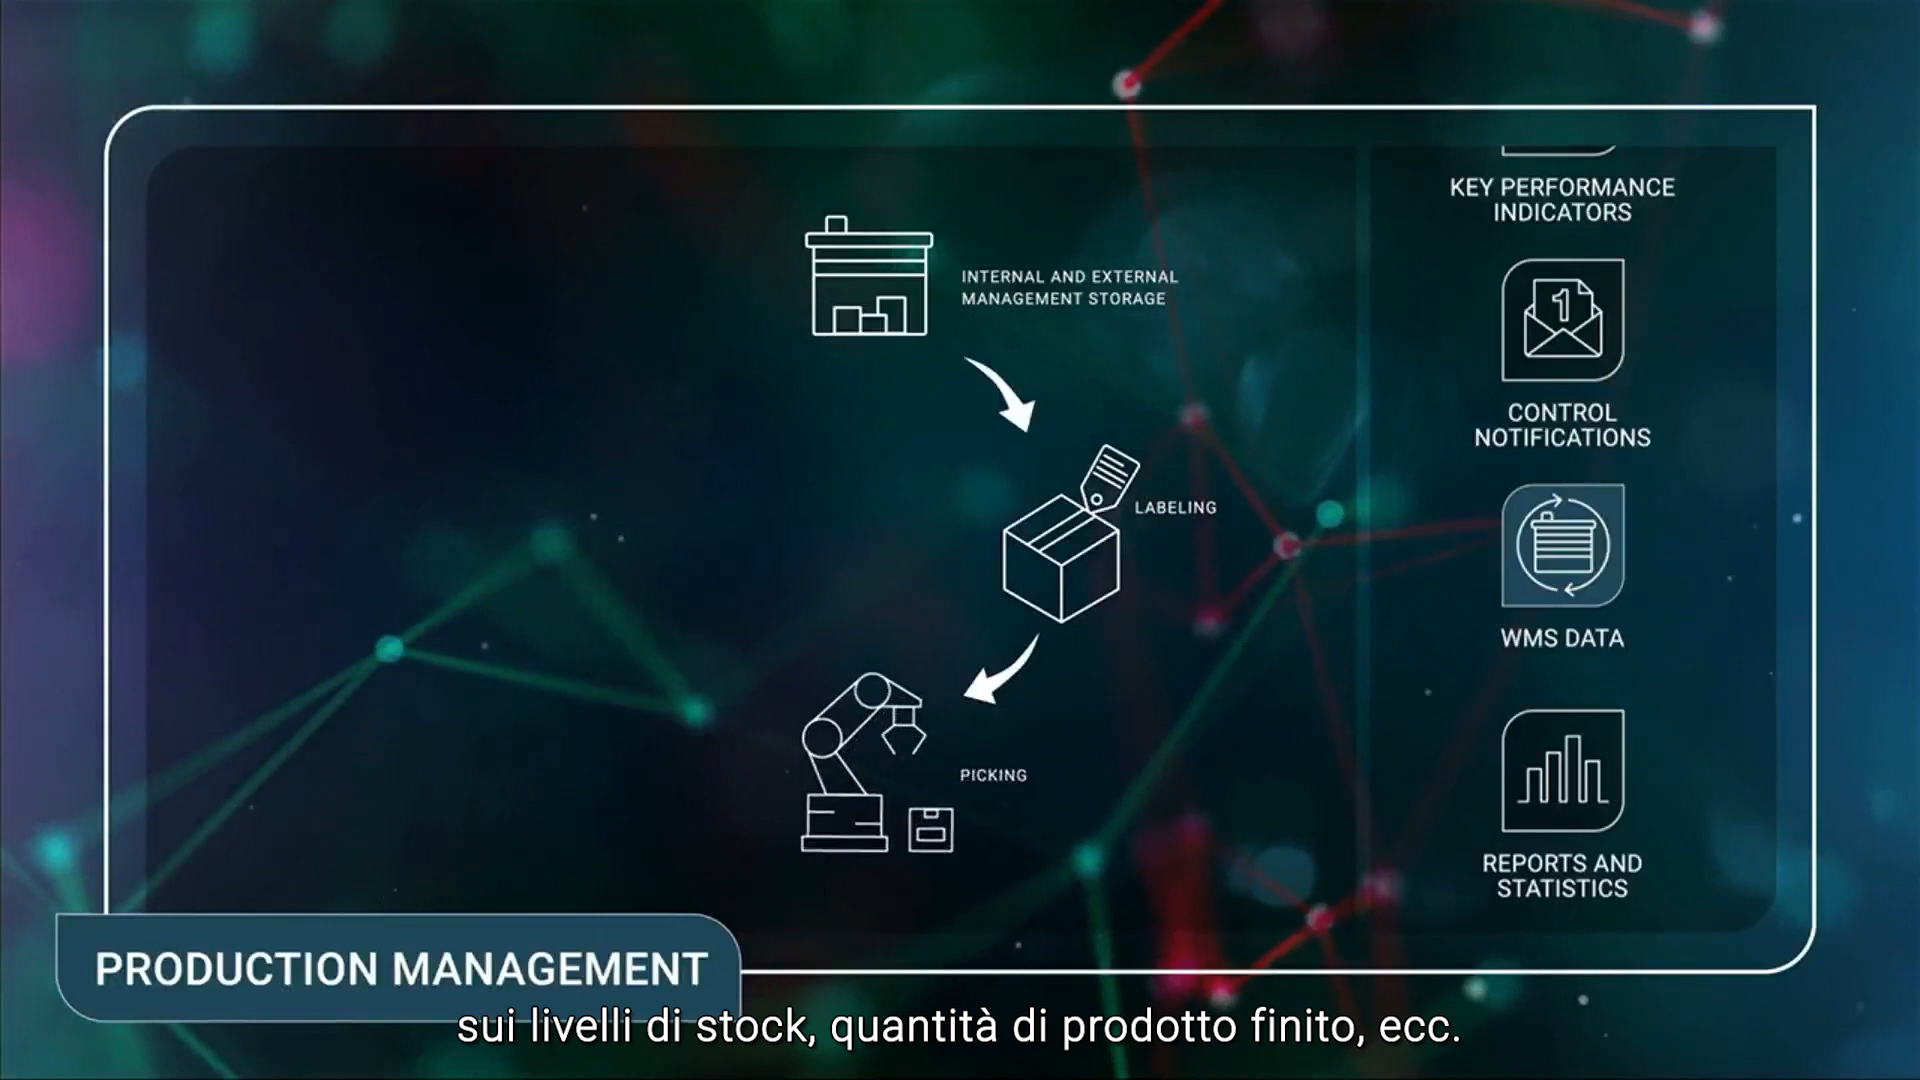 INTERNAL AND EXTERNAL
MANAGEMENT STORAGE
LABELING
PICKING
KEY PERFORMANCE
INDICATORS
1
CONTROL
NOTIFICATIONS
WMS DATA
REPORTS AND
STATISTICS
PRODUCTION MANAGEMENT
sui livelli di stock, quantità di prodotto finito, ecc.